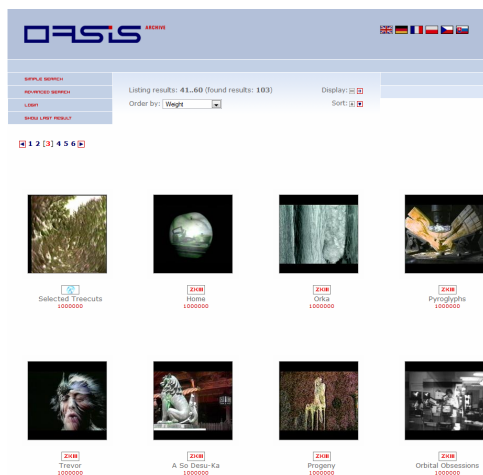 OASIS ARCHIVE
SIMPLE SEARCH
ADVANCED SEARCH
LOGIN
SHOW LAST RESULT
Listing results: 41..60 (found results: 103)
Display:
Order by: Weight
Sort:
1 2 [3] 4 5 6
ZKM
ZKM
ZKM
Selected Treecuts
Home
Orka
Pyroglyphs
1000000
1000000
1000000
1000000
ZKM
ZKM
ZKM
ZKM
Trevor
A So Desu-Ka
Progeny
Orbital Obsessions
1000000
1000000
1000000
1000000